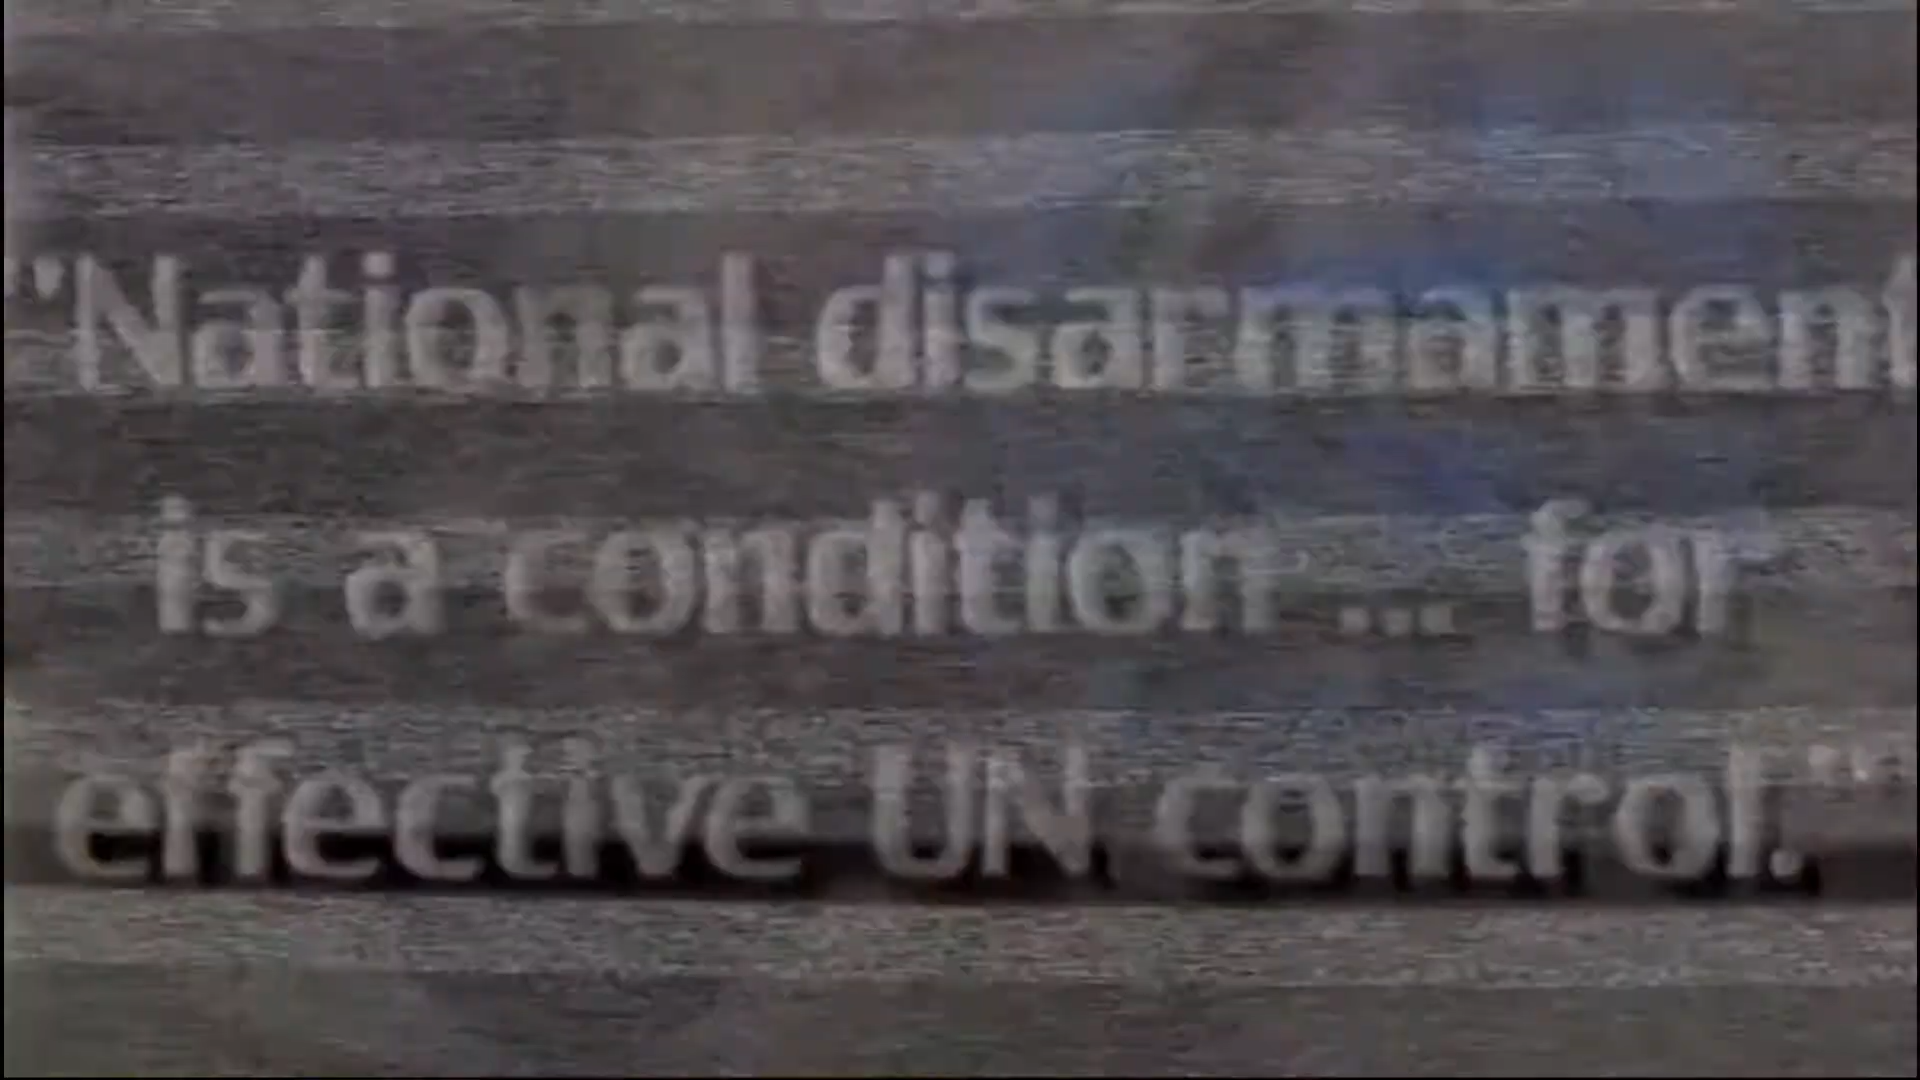 "National disarmament
is a condition ... for
effective UN control."